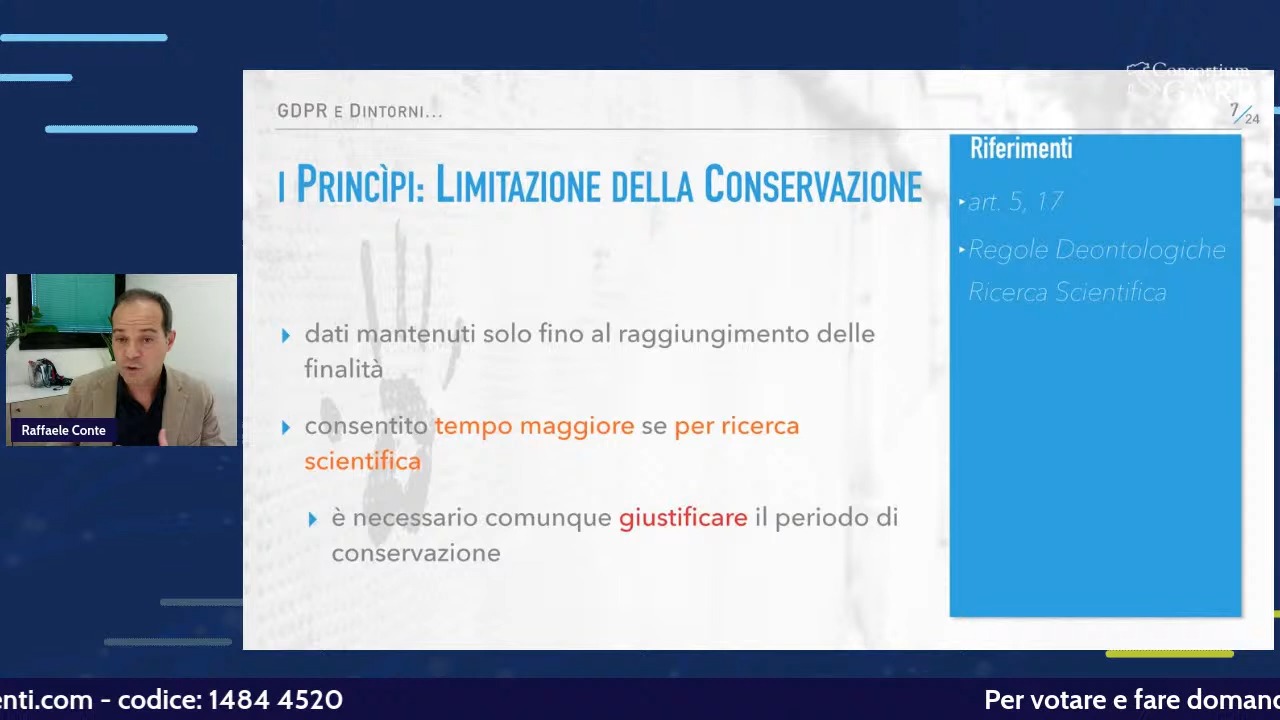 Consortium
GARR
GDPR E DINTORNI...
7/24
I PRINCÌPI: LIMITAZIONE DELLA CONSERVAZIONE
Riferimenti
art. 5, 17
Regole Deontologiche
Ricerca Scientifica
dati mantenuti solo fino al raggiungimento delle
finalità
consentito tempo maggiore se per ricerca
scientifica
è necessario comunque giustificare il periodo di
conservazione
Raffaele Conte
enti.com - codice: 1484 4520
Per votare e fare domand